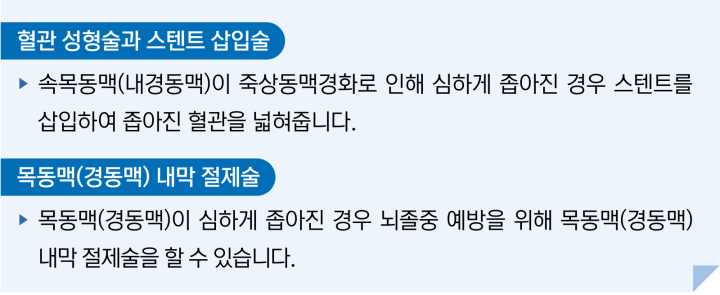 혈관 성형술과 스텐트 삽입술
▶ 속목동맥(내경동맥)이 죽상동맥경화로 인해 심하게 좁아진 경우 스텐트를
삽입하여 좁아진 혈관을 넓혀줍니다.
목동맥(경동맥) 내막 절제술
▶ 목동맥(경동맥)이 심하게 좁아진 경우 뇌졸중 예방을 위해 목동맥(경동맥)
내막 절제술을 할 수 있습니다.